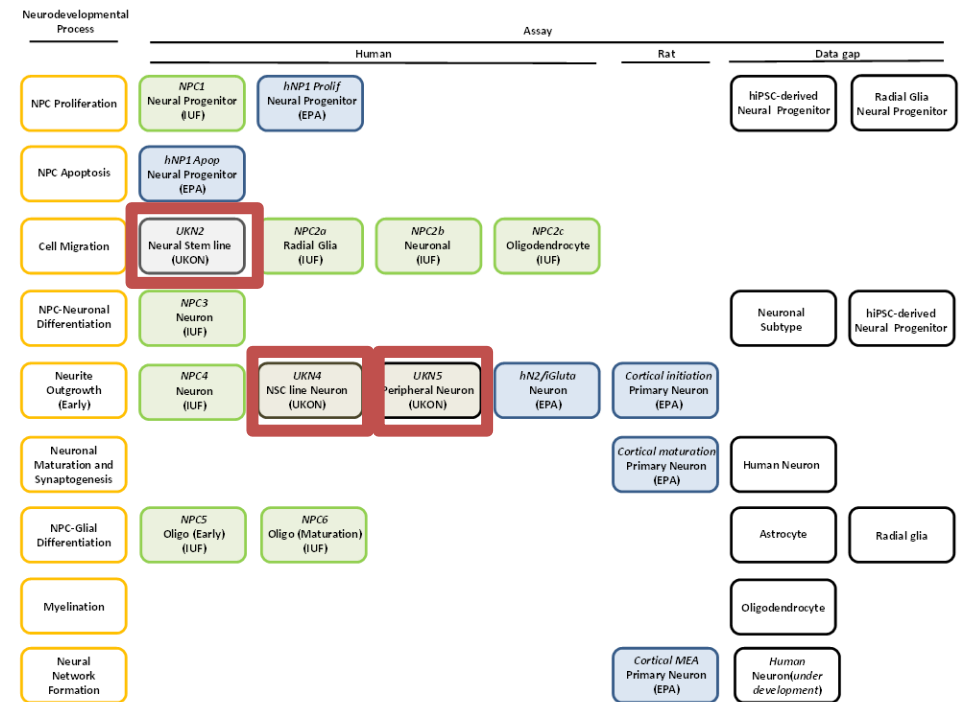 Neurodevelopmental
Process
Assay
Human
Rat
Data gap
NPC Proliferation
NPC1
Neural Progenitor
(IUF)
hNP1 Prolif
Neural Progenitor
(EPA)
hiPSC-derived
Neural Progenitor
Radial Glia
Neural Progenitor
NPC Apoptosis
hNP1 Apop
Neural Progenitor
(EPA)
Cell Migration
UKN2
Neural Stem line
(UKON)
NPC2a
Radial Glia
(IUF)
NPC2b
Neuronal
(IUF)
NPC2c
Oligodendrocyte
(IUF)
NPC-Neuronal
Differentiation
NPC3
Neuron
(IUF)
Neuronal
Subtype
hiPSC-derived
Neural Progenitor
Neurite
Outgrowth
(Early)
NPC4
Neuron
(IUF)
UKN4
NSC line Neuron
(UKON)
UKN5
Peripheral Neuron
(UKON)
hN2/iGluta
Neuron
(EPA)
Cortical initiation
Primary Neuron
(EPA)
Neuronal
Maturation and
Synaptogenesis
Cortical maturation
Primary Neuron
(EPA)
Human Neuron
NPC-Glial
Differentiation
NPC5
Oligo (Early)
(IUF)
NPC6
Oligo (Maturation)
(IUF)
Astrocyte
Radial glia
Myelination
Oligodendrocyte
Neural
Network
Formation
Cortical MEA
Primary Neuron
(EPA)
Human
Neuron(under
development)